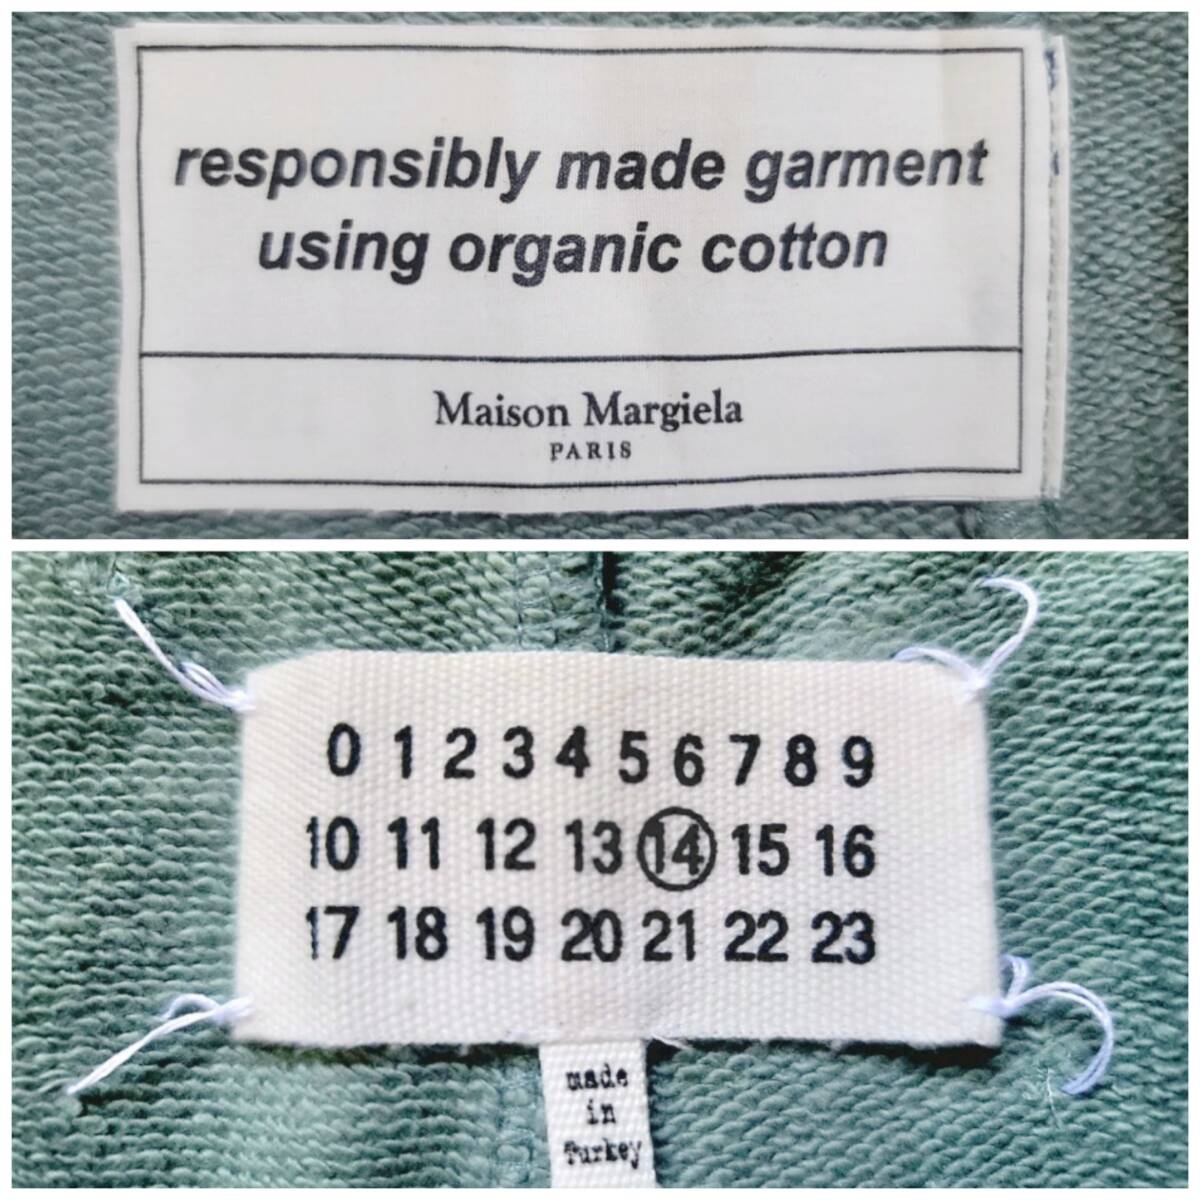 responsibly made garment
using organic cotton
Maison Margiela
PARIS
0 1 2 3 4 5 6 7 8 9
10 11 12 13 14 15 16
17 18 19 20 21 22 23
made
in
Turkey